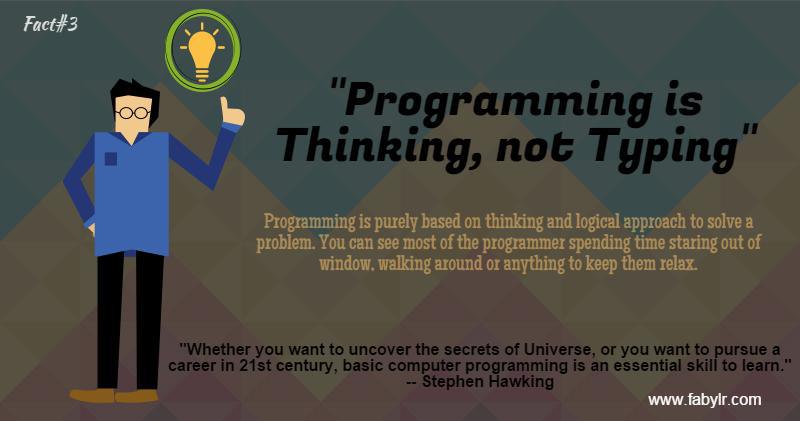 Fact#3
"Programming is
Thinking, not Typing"
Programming is purely based on thinking and logical approach to solve a
problem. You can see most of the programmer spending time staring out of
window, walking around or anything to keep them relax.
"Whether you want to uncover the secrets of Universe, or you want to pursue a
career in 21st century, basic computer programming is an essential skill to learn."
-- Stephen Hawking
www.fabylr.com